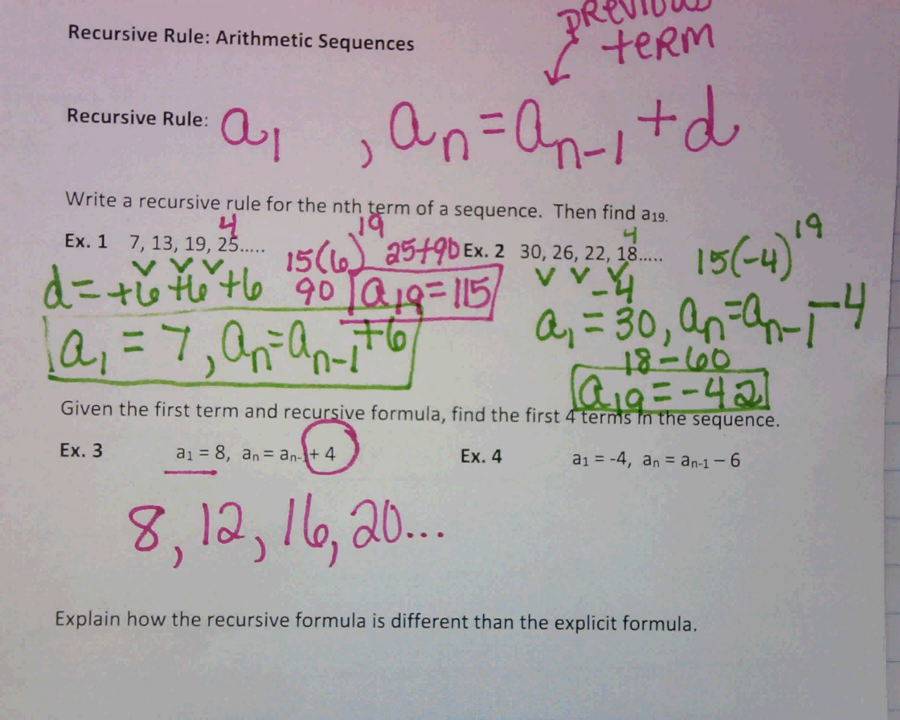 Recursive Rule: Arithmetic Sequences
previous
term
Recursive Rule: a₁ , aₙ = aₙ₋₁ + d
Write a recursive rule for the nth term of a sequence. Then find a₁₉.
4 19 4 19
Ex. 1 7, 13, 19, 25..... 15(6) 25+90 Ex. 2 30, 26, 22, 18..... 15(-4)
d = +6 +6 +6 90 a₁₉ = 115 -4
a₁ = 7, aₙ = aₙ₋₁ + 6 a₁ = 30, aₙ = aₙ₋₁ - 4
18 - 60
a₁₉ = -42
Given the first term and recursive formula, find the first 4 terms in the sequence.
Ex. 3 a₁ = 8, aₙ = aₙ₋₁ + 4 Ex. 4 a₁ = -4, aₙ = aₙ₋₁ – 6
8, 12, 16, 20...
Explain how the recursive formula is different than the explicit formula.